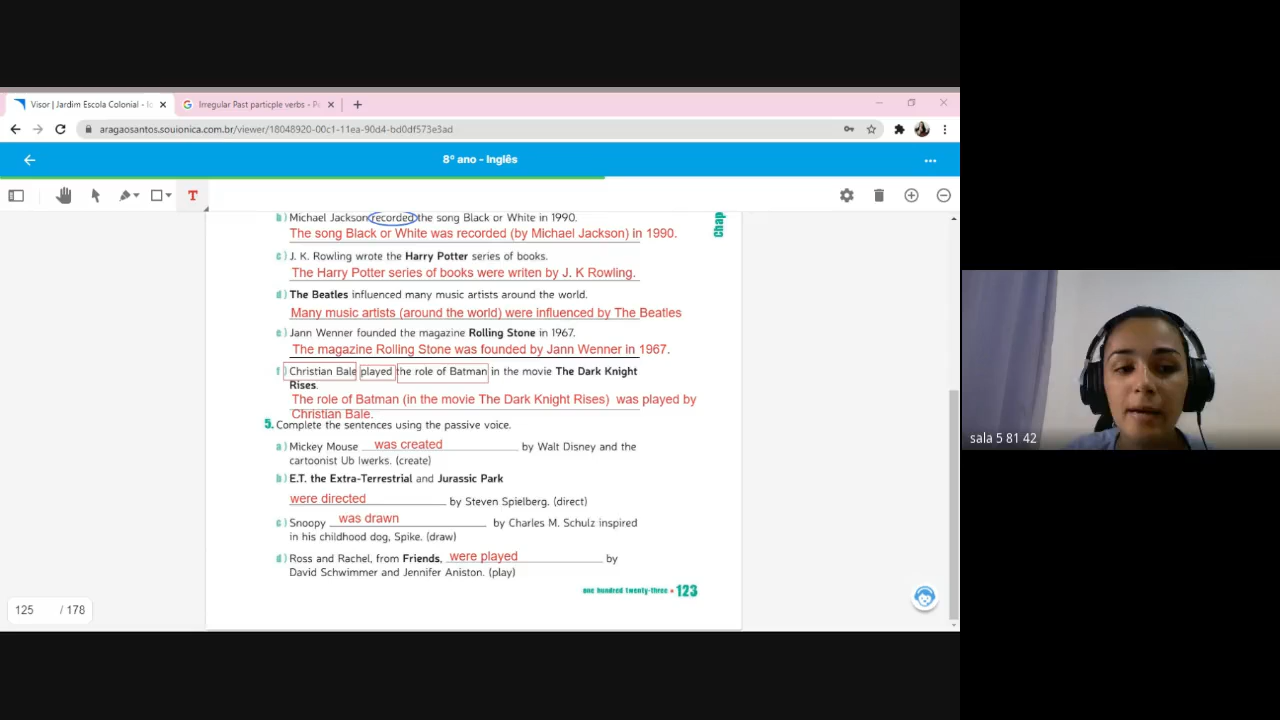 Visor | Jardim Escola Colonial - Io
Irregular Past particple verbs - Pe
aragaosantos.souionica.com.br/viewer/18048920-00c1-11ea-90d4-bd0df573e3ad
8º ano - Inglês
T
Chap
b) Michael Jackson recorded the song Black or White in 1990.
The song Black or White was recorded (by Michael Jackson) in 1990.
c) J. K. Rowling wrote the Harry Potter series of books.
The Harry Potter series of books were writen by J. K Rowling.
d) The Beatles influenced many music artists around the world.
Many music artists (around the world) were influenced by The Beatles
e) Jann Wenner founded the magazine Rolling Stone in 1967.
The magazine Rolling Stone was founded by Jann Wenner in 1967.
f) Christian Bale played the role of Batman in the movie The Dark Knight
Rises.
The role of Batman (in the movie The Dark Knight Rises) was played by
Christian Bale.
5. Complete the sentences using the passive voice.
a) Mickey Mouse was created by Walt Disney and the
cartoonist Ub Iwerks. (create)
b) E.T. the Extra-Terrestrial and Jurassic Park
were directed by Steven Spielberg. (direct)
c) Snoopy was drawn by Charles M. Schulz inspired
in his childhood dog, Spike. (draw)
d) Ross and Rachel, from Friends, were played by
David Schwimmer and Jennifer Aniston. (play)
one hundred twenty-three • 123
125 / 178
sala 5 81 42